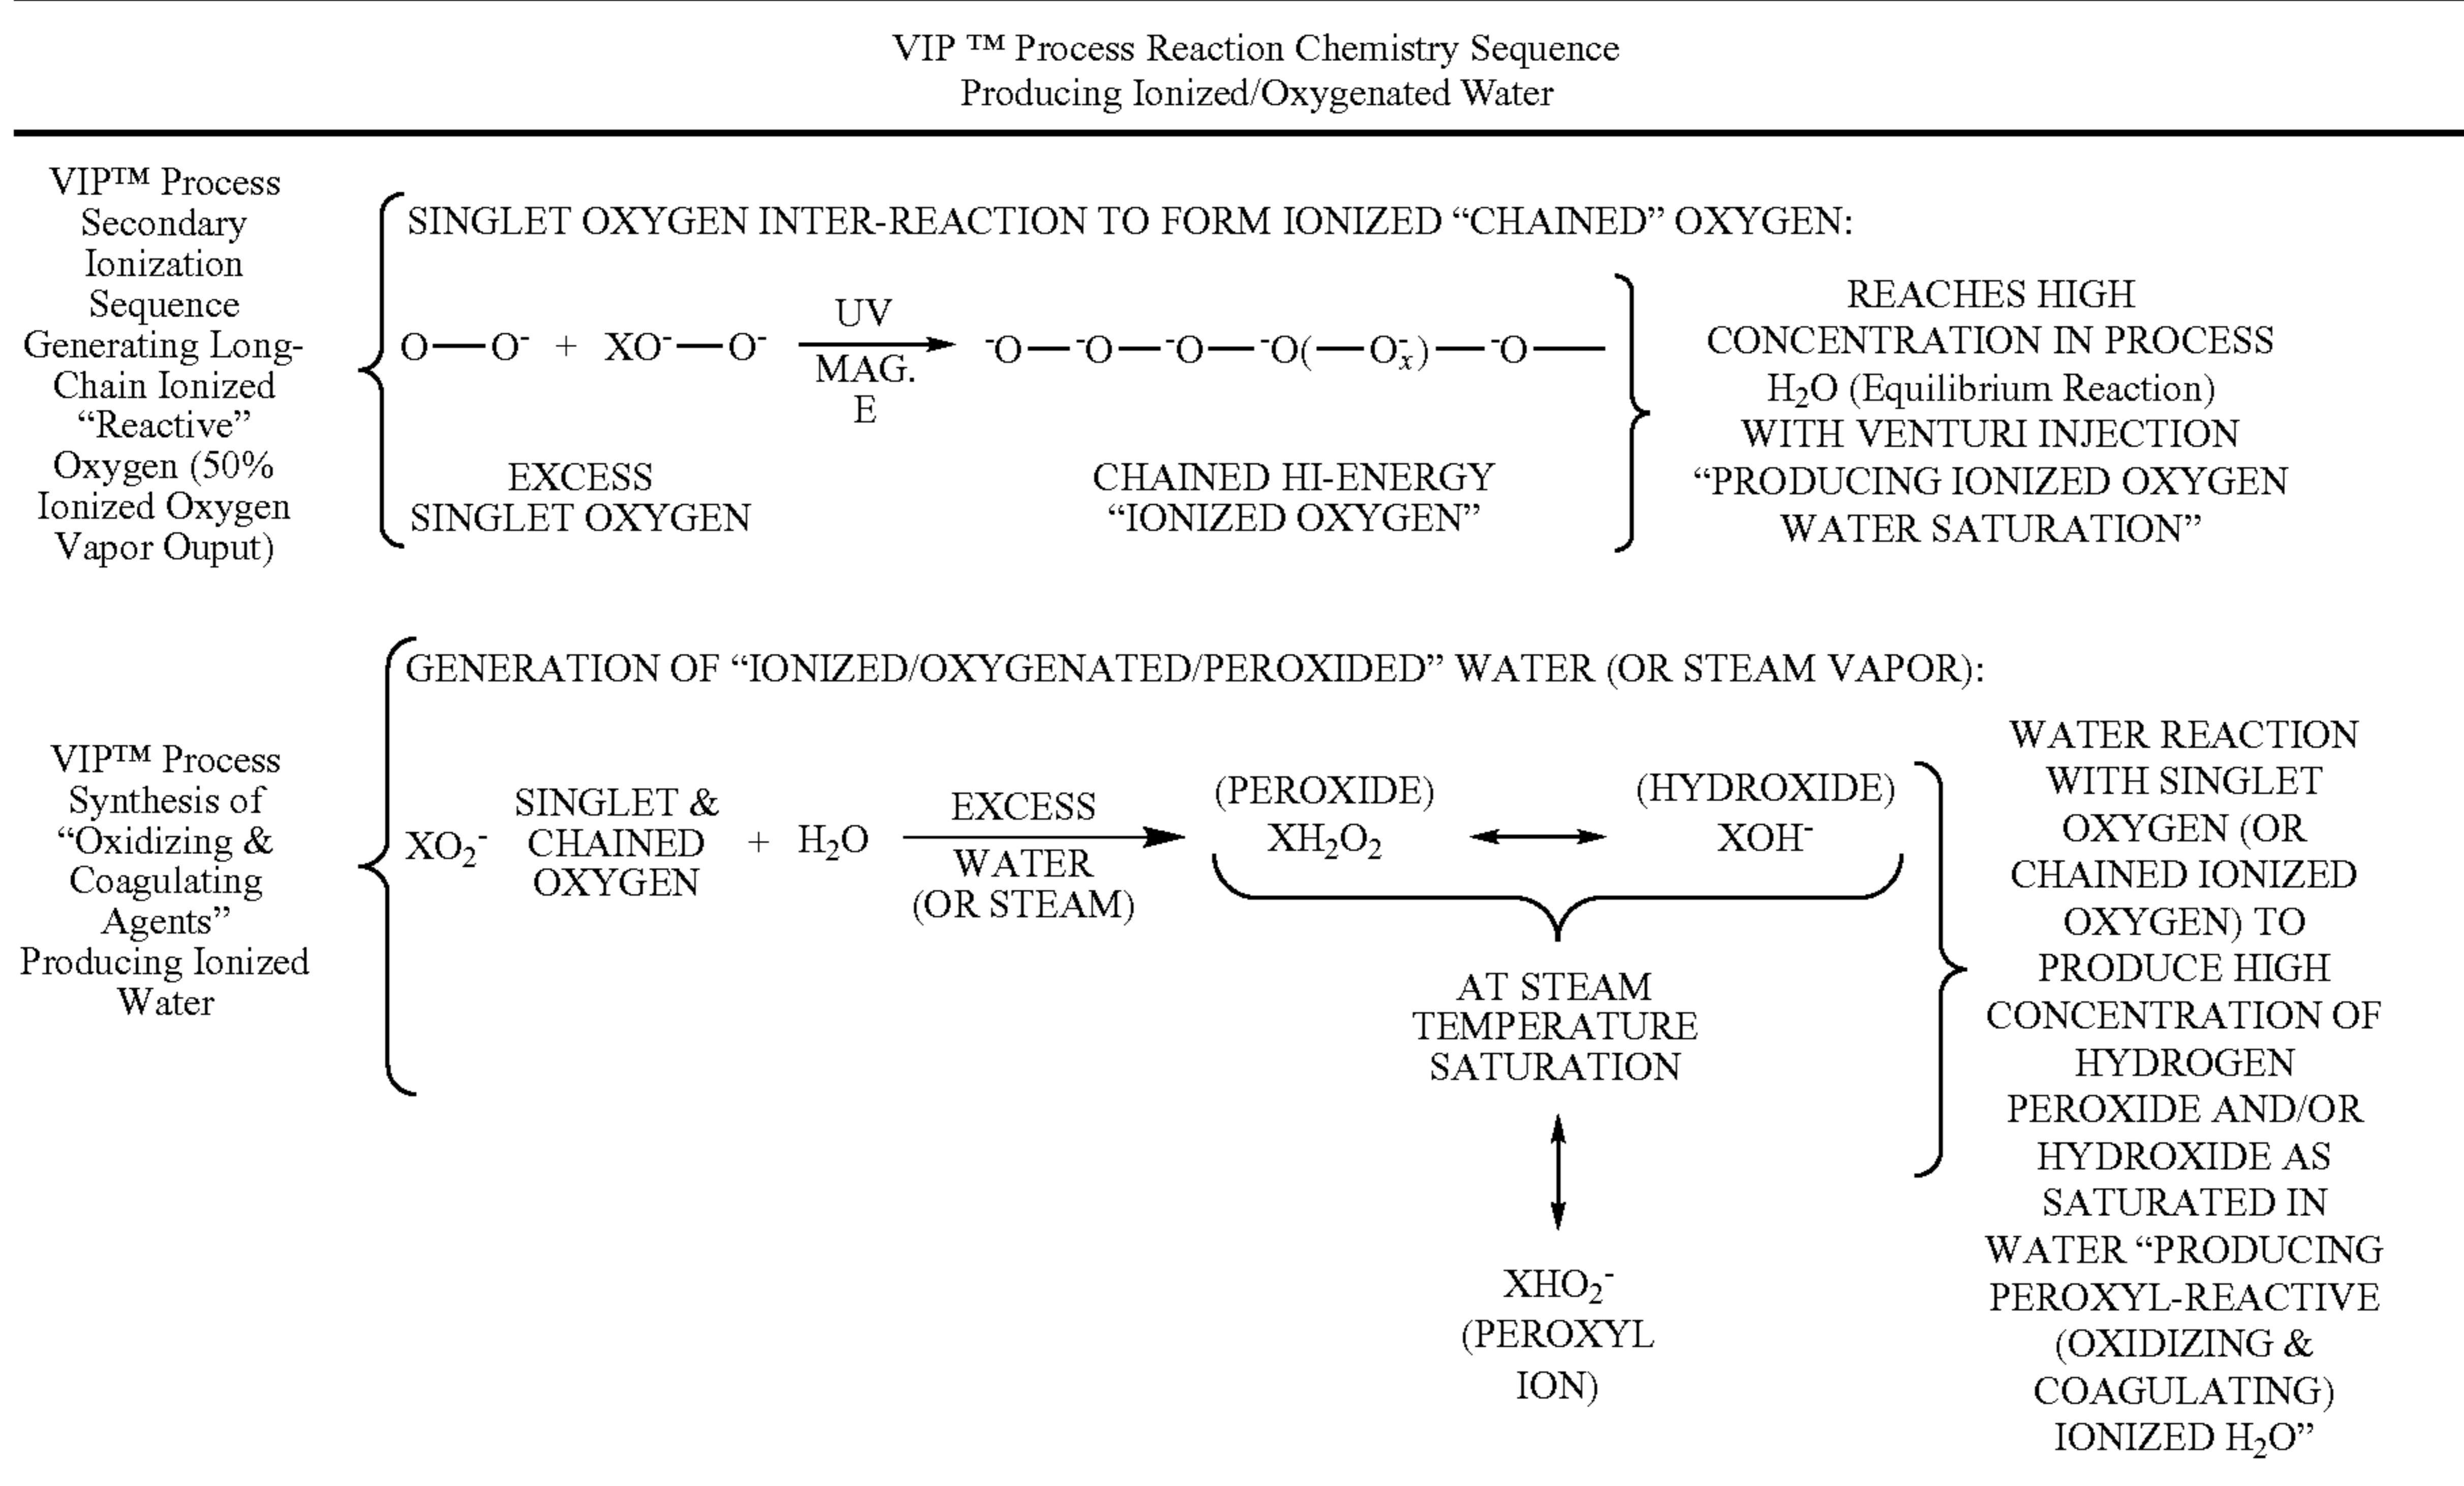 VIP ™ Process Reaction Chemistry Sequence
Producing Ionized/Oxygenated Water
VIP™ Process
Secondary
Ionization
Sequence
Generating Long-
Chain Ionized
“Reactive”
Oxygen (50%
Ionized Oxygen
Vapor Ouput)
SINGLET OXYGEN INTER-REACTION TO FORM IONIZED “CHAINED” OXYGEN:
O—O⁻ + XO⁻—O⁻
UV
MAG.
E
⁻O—⁻O—⁻O—⁻O(—O⁻ₓ)—⁻O—
EXCESS
SINGLET OXYGEN
CHAINED HI-ENERGY
“IONIZED OXYGEN”
REACHES HIGH
CONCENTRATION IN PROCESS
H₂O (Equilibrium Reaction)
WITH VENTURI INJECTION
“PRODUCING IONIZED OXYGEN
WATER SATURATION”
VIP™ Process
Synthesis of
“Oxidizing &
Coagulating
Agents”
Producing Ionized
Water
GENERATION OF “IONIZED/OXYGENATED/PEROXIDED” WATER (OR STEAM VAPOR):
XO₂⁻
SINGLET &
CHAINED
OXYGEN
+ H₂O
EXCESS
WATER
(OR STEAM)
(PEROXIDE)
XH₂O₂
(HYDROXIDE)
XOH⁻
AT STEAM
TEMPERATURE
SATURATION
XHO₂⁻
(PEROXYL
ION)
WATER REACTION
WITH SINGLET
OXYGEN (OR
CHAINED IONIZED
OXYGEN) TO
PRODUCE HIGH
CONCENTRATION OF
HYDROGEN
PEROXIDE AND/OR
HYDROXIDE AS
SATURATED IN
WATER “PRODUCING
PEROXYL-REACTIVE
(OXIDIZING &
COAGULATING)
IONIZED H₂O”